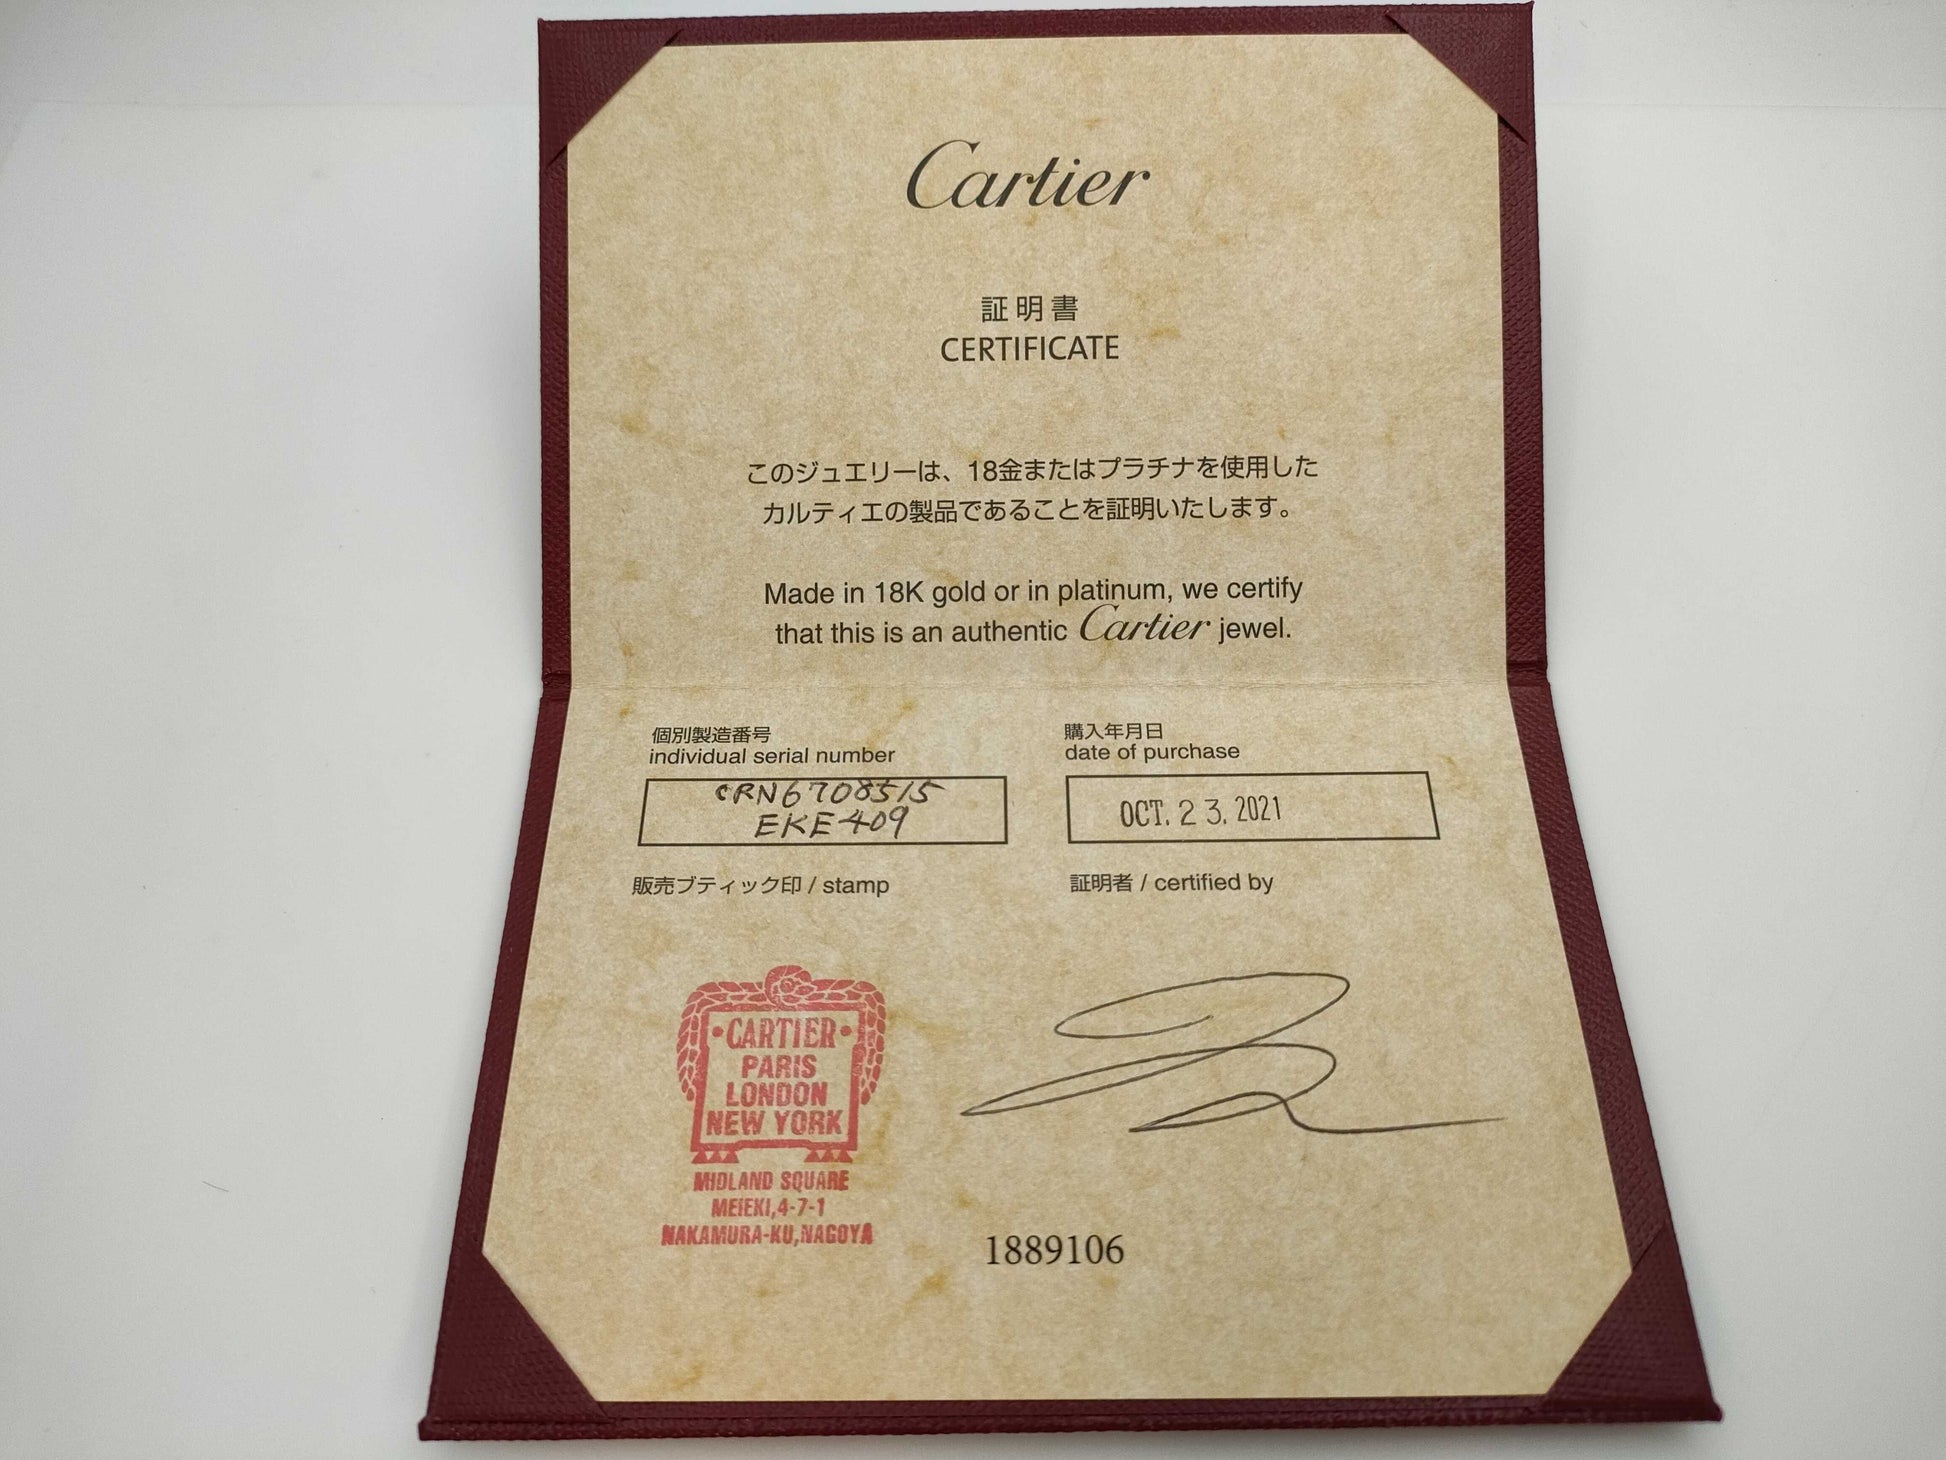 Cartier
証明書
CERTIFICATE
このジュエリーは、18金またはプラチナを使用した
カルティエの製品であることを証明いたします。
Made in 18K gold or in platinum, we certify
that this is an authentic Cartier jewel.
個別製造番号
individual serial number
CRN6708515
EKE409
購入年月日
date of purchase
OCT. 23. 2021
販売ブティック印 / stamp
証明者 / certified by
・CARTIER・
PARIS
LONDON
NEW YORK
MIDLAND SQUARE
MEIEKI,4-7-1
NAKAMURA-KU,NAGOYA
1889106